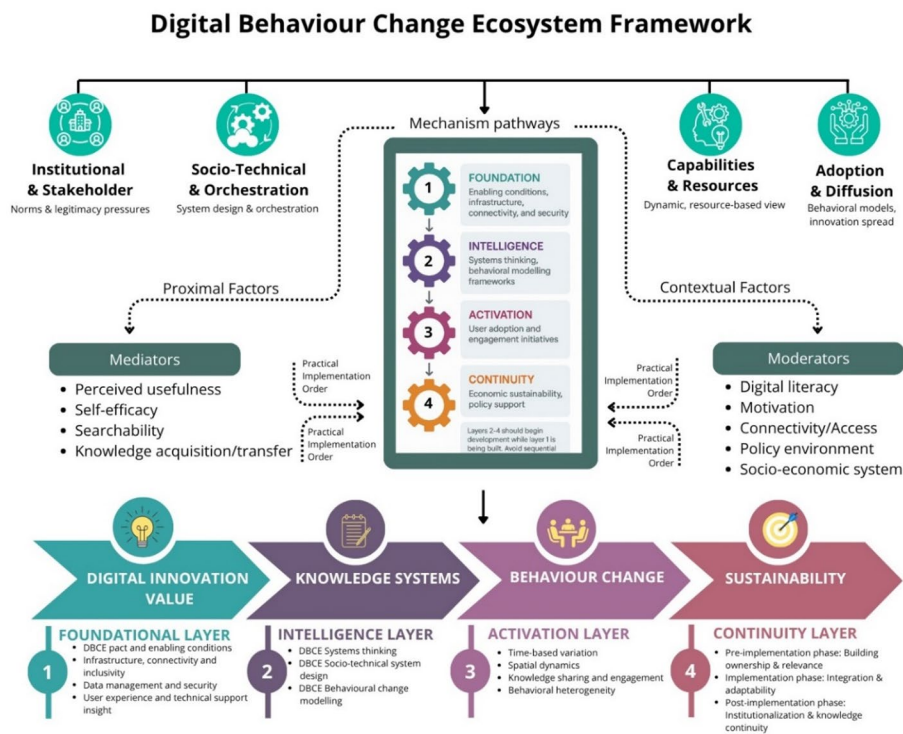 Digital Behaviour Change Ecosystem Framework
Institutional
& Stakeholder
Norms & legitimacy pressures
Socio-Technical
& Orchestration
System design & orchestration
Mechanism pathways
Capabilities
& Resources
Dynamic, resource-based view
Adoption
& Diffusion
Behavioral models,
innovation spread
1
FOUNDATION
Enabling conditions,
infrastructure,
connectivity, and security
2
INTELLIGENCE
Systems thinking,
behavioral modelling
frameworks
3
ACTIVATION
User adoption and
engagement initiatives
4
CONTINUITY
Economic sustainability,
policy support
Layers 2-4 should begin
development while layer 1 is
being built. Avoid sequential
Proximal Factors
Contextual Factors
Mediators
• Perceived usefulness
• Self-efficacy
• Searchability
• Knowledge acquisition/transfer
Practical
Implementation
Order
Practical
Implementation
Order
Practical
Implementation
Order
Practical
Implementation
Order
Moderators
• Digital literacy
• Motivation
• Connectivity/Access
• Policy environment
• Socio-economic system
DIGITAL INNOVATION
VALUE
KNOWLEDGE SYSTEMS
BEHAVIOUR CHANGE
SUSTAINABILITY
1
FOUNDATIONAL LAYER
• DBCE pact and enabling conditions
• Infrastructure, connectivity and
inclusivity
• Data management and security
• User experience and technical support
insight
2
INTELLIGENCE LAYER
• DBCE Systems thinking
• DBCE Socio-technical system
design
• DBCE Behavioural change
modelling
3
ACTIVATION LAYER
• Time-based variation
• Spatial dynamics
• Knowledge sharing and engagement
• Behavioral heterogeneity
4
CONTINUITY LAYER
• Pre-implementation phase: Building
ownership & relevance
• Implementation phase: Integration &
adaptability
• Post-implementation phase:
Institutionalization & knowledge
continuity